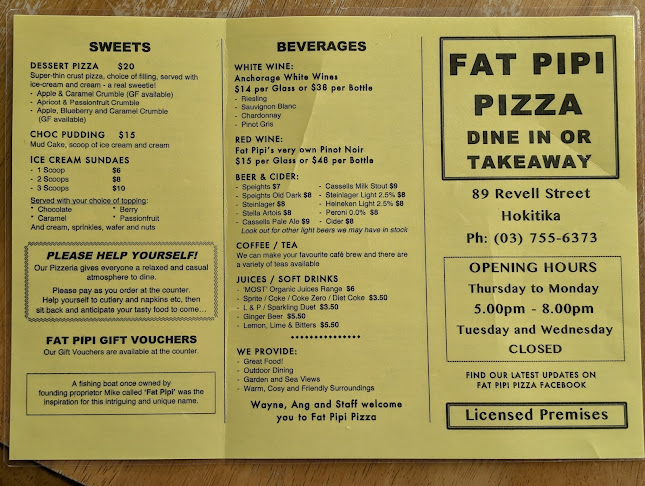 SWEETS
DESSERT PIZZA $20
Super-thin crust pizza, choice of filling, served with
ice-cream and cream - a real sweetie!
- Apple & Caramel Crumble (GF available)
- Apricot & Passionfruit Crumble
- Apple, Blueberry and Caramel Crumble
(GF available)
CHOC PUDDING $15
Mud Cake, scoop of ice cream and cream
ICE CREAM SUNDAES
- 1 Scoop $6
- 2 Scoops $8
- 3 Scoops $10
Served with your choice of topping:
* Chocolate * Berry
* Caramel * Passionfruit
And cream, sprinkles, wafer and nuts
PLEASE HELP YOURSELF!
Our Pizzeria gives everyone a relaxed and casual
atmosphere to dine.
Please pay as you order at the counter.
Help yourself to cutlery and napkins etc, then
sit back and anticipate your tasty food to come…
FAT PIPI GIFT VOUCHERS
Our Gift Vouchers are available at the counter.
A fishing boat once owned by
founding proprietor Mike called 'Fat Pipi' was the
inspiration for this intriguing and unique name.
BEVERAGES
WHITE WINE:
Anchorage White Wines
$14 per Glass or $38 per Bottle
- Riesling
- Sauvignon Blanc
- Chardonnay
- Pinot Gris
RED WINE:
Fat Pipi's very own Pinot Noir
$15 per Glass or $48 per Bottle
BEER & CIDER:
- Speights $7 - Cassells Milk Stout $9
- Speights Old Dark $8 - Steinlager Light 2.5% $8
- Steinlager $8 - Heineken Light 2.5% $8
- Stella Artois $8 - Peroni 0.0% $8
- Cassells Pale Ale $9 - Cider $8
Look out for other light beers we may have in stock
COFFEE / TEA
We can make your favourite café brew and there are
a variety of teas available
JUICES / SOFT DRINKS
- 'MOST' Organic Juices Range $6
- Sprite / Coke / Coke Zero / Diet Coke $3.50
- L & P / Sparkling Duet $3.50
- Ginger Beer $5.50
- Lemon, Lime & Bitters $5.50
WE PROVIDE:
- Great Food!
- Outdoor Dining
- Garden and Sea Views
- Warm, Cosy and Friendly Surroundings
Wayne, Ang and Staff welcome
you to Fat Pipi Pizza
FAT PIPI
PIZZA
DINE IN OR
TAKEAWAY
89 Revell Street
Hokitika
Ph: (03) 755-6373
OPENING HOURS
Thursday to Monday
5.00pm - 8.00pm
Tuesday and Wednesday
CLOSED
FIND OUR LATEST UPDATES ON
FAT PIPI PIZZA FACEBOOK
Licensed Premises